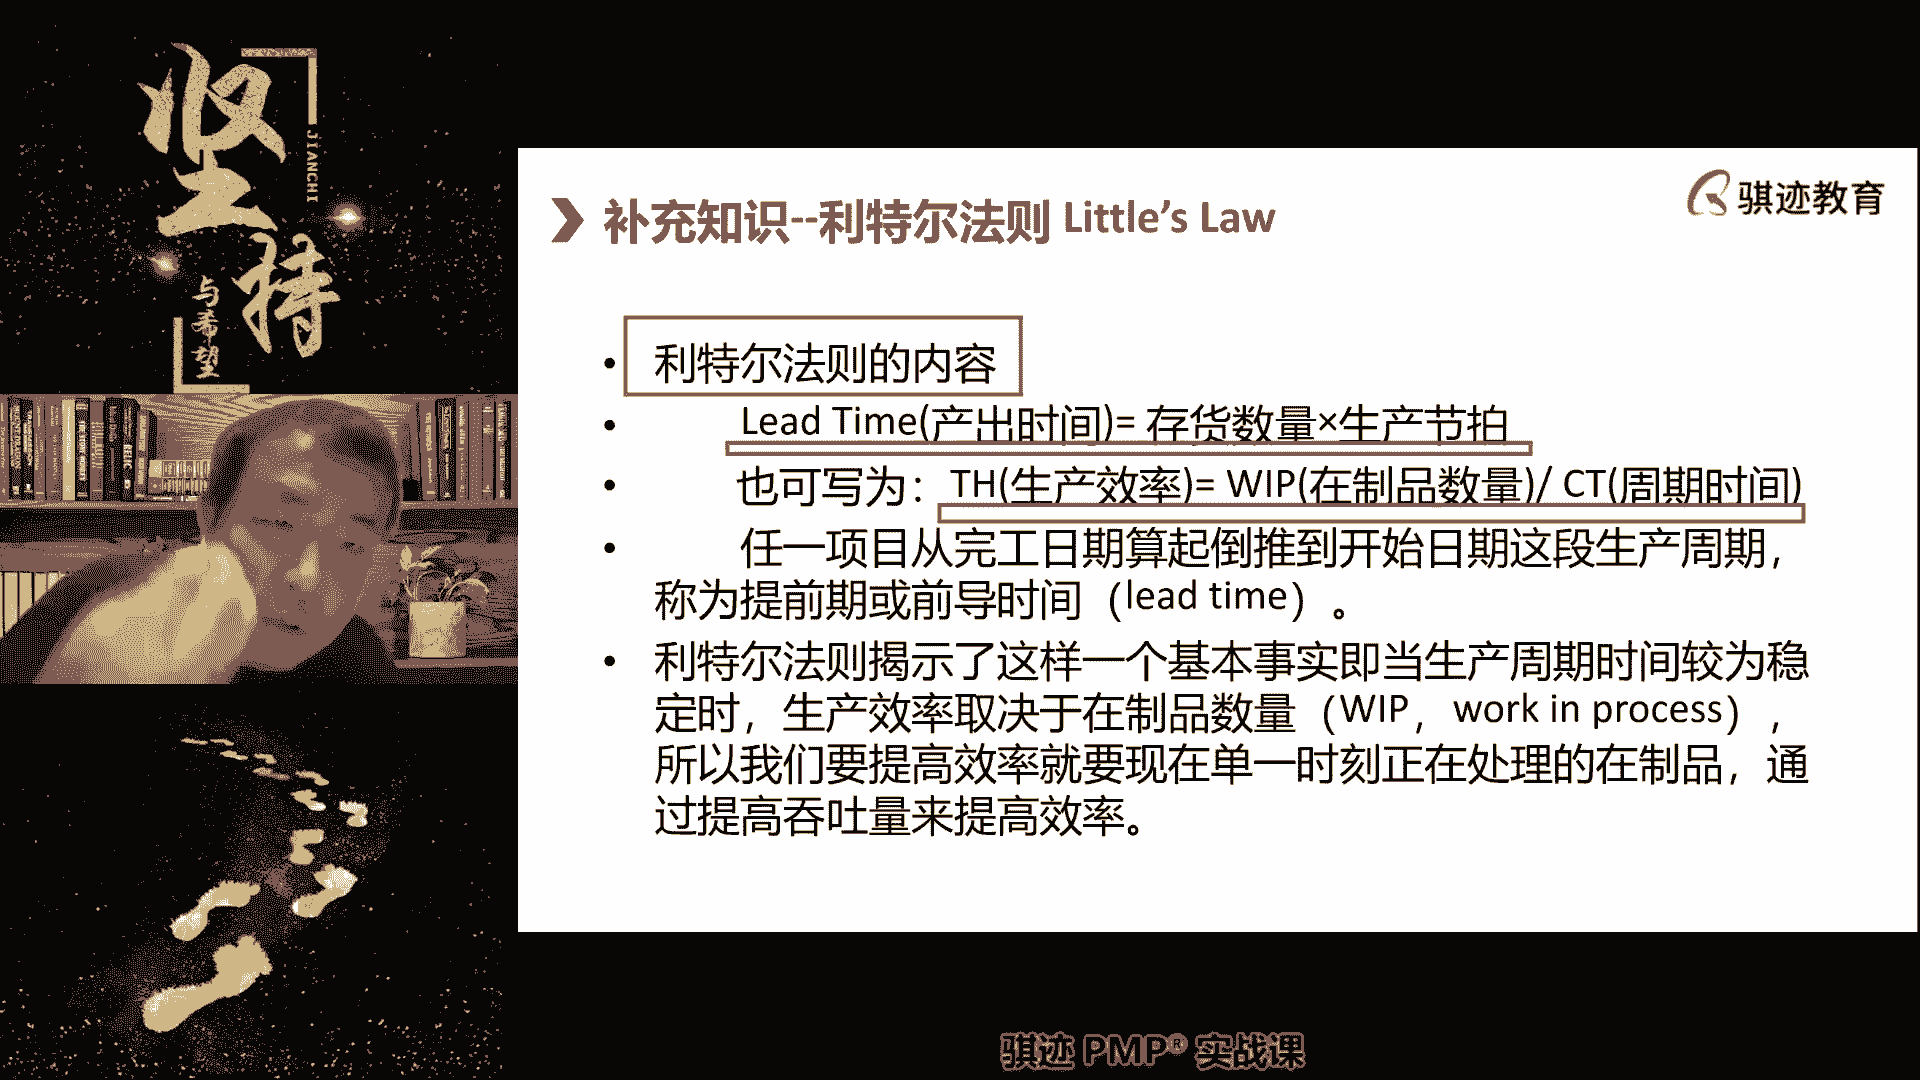 坚持
JIANCHI
与希望
骐迹教育
补充知识--利特尔法则 Little’s Law
• 利特尔法则的内容
• Lead Time(产出时间)= 存货数量×生产节拍
• 也可写为：TH(生产效率)= WIP(在制品数量)/ CT(周期时间)
• 任一项目从完工日期算起倒推到开始日期这段生产周期，
称为提前期或前导时间（lead time）。
• 利特尔法则揭示了这样一个基本事实即当生产周期时间较为稳
定时，生产效率取决于在制品数量（WIP，work in process），
所以我们要提高效率就要现在单一时刻正在处理的在制品，通
过提高吞吐量来提高效率。
骐迹 PMP® 实战课